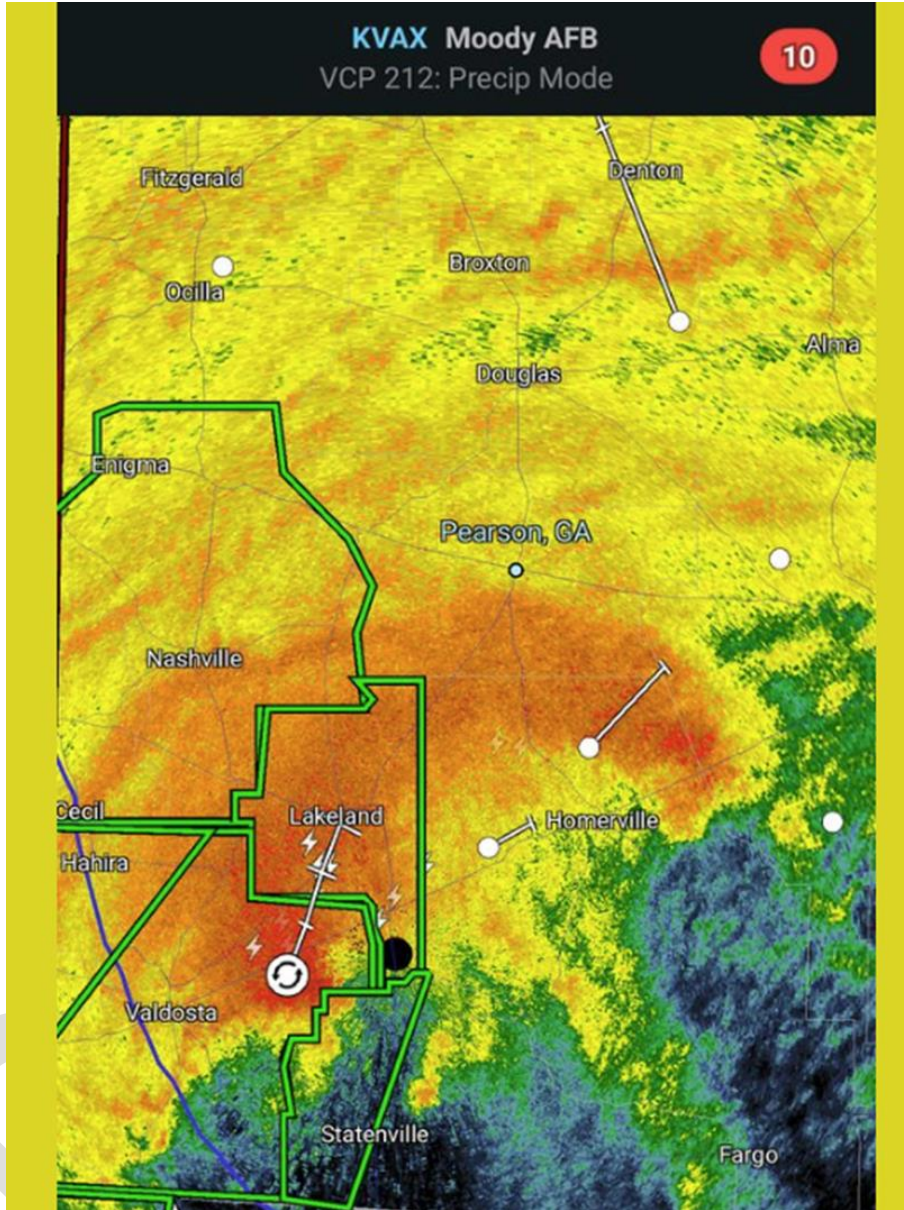 KVAX Moody AFB
VCP 212: Precip Mode
10
Denton
Fitzgerald
Broxton
Ocilla
Alma
Douglas
Enigma
Pearson, GA
Nashville
Cecil
Lakeland
Homerville
Hahira
Valdosta
Statenville
Fargo